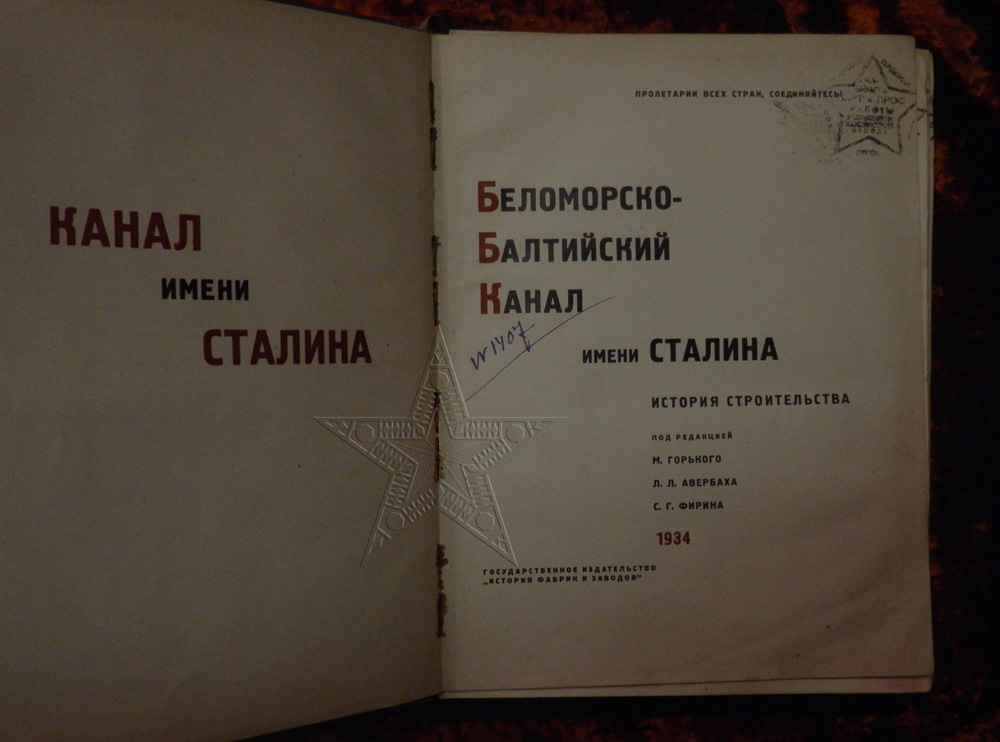 КАНАЛ
ИМЕНИ
СТАЛИНА
ПРОЛЕТАРИИ ВСЕХ СТРАН, СОЕДИНЯЙТЕСЬ!
РАБОТЫ
БЕЛОМОРСКО-
БАЛТИЙСКИЙ
КАНАЛ
№1407
ИМЕНИ СТАЛИНА
ИСТОРИЯ СТРОИТЕЛЬСТВА
ПОД РЕДАКЦИЕЙ
М. ГОРЬКОГО
Л. Л. АВЕРБАХА
С. Г. ФИРИНА
1934
ГОСУДАРСТВЕННОЕ ИЗДАТЕЛЬСТВО
„ИСТОРИЯ ФАБРИК И ЗАВОДОВ"